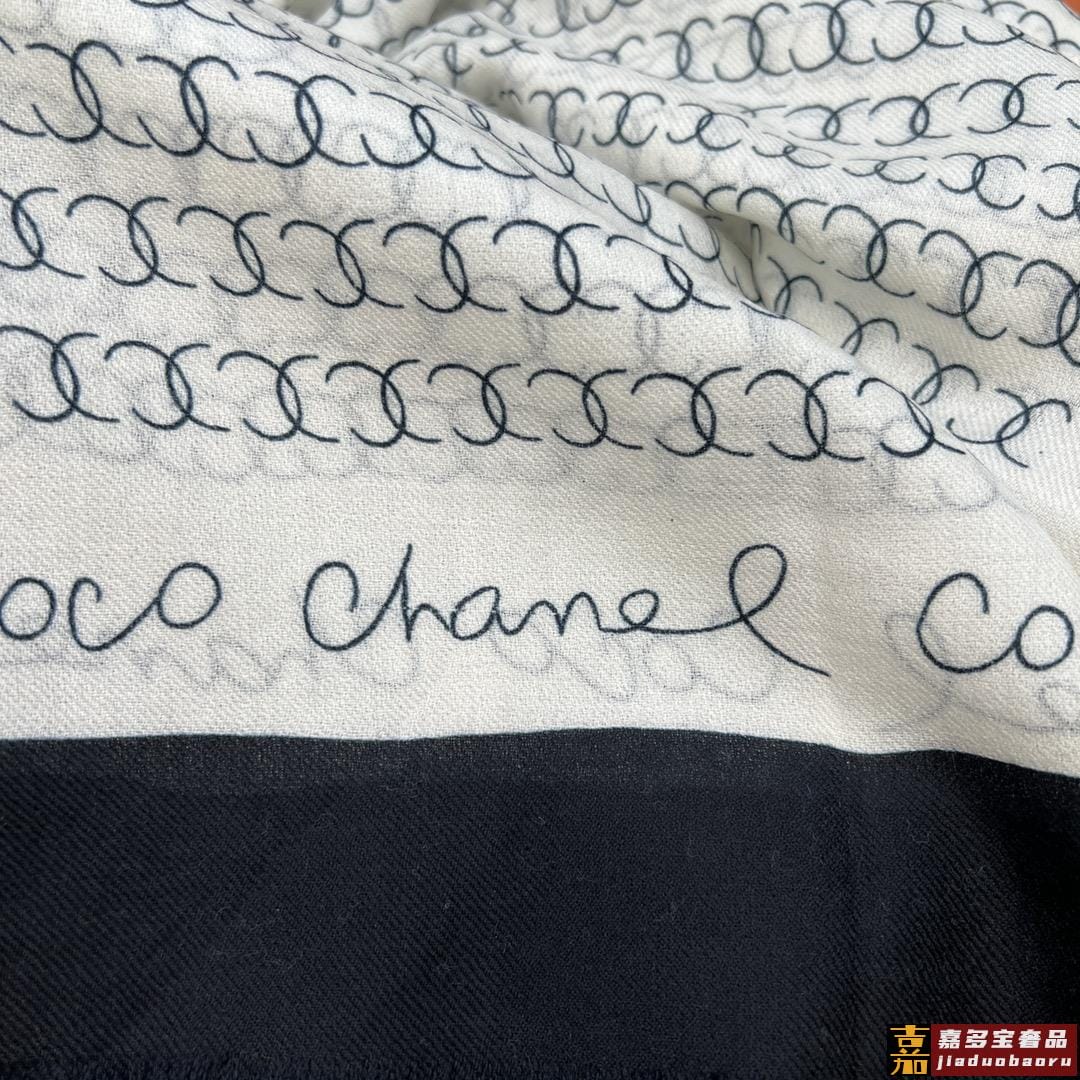 oco Chanel Co
嘉多宝奢品
jiaduobaoru